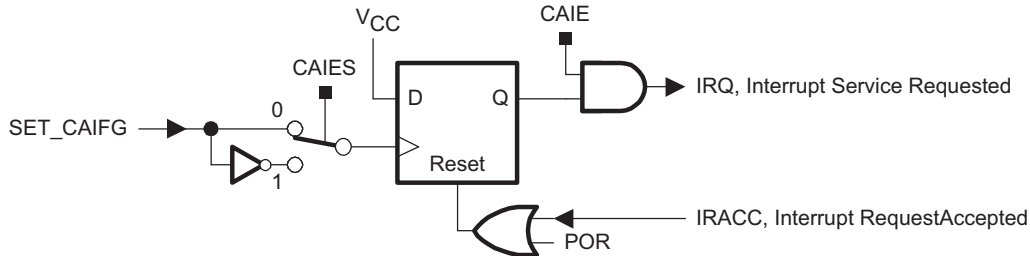 CAIE
VCC
CAIES
IRQ, Interrupt Service Requested
D
Q
0
SET_CAIFG
Reset
1
IRACC, Interrupt RequestAccepted
POR